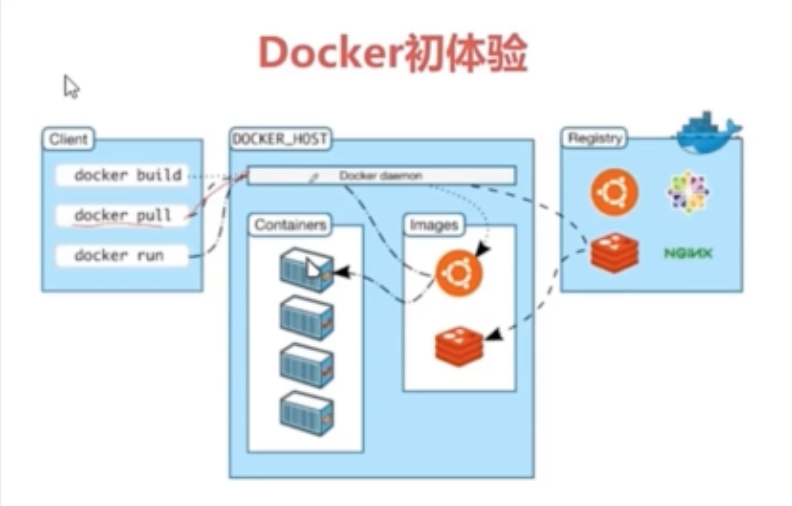 Docker初体验
Client
docker build
docker pull
docker run
DOCKER_HOST
Docker daemon
Containers
Images
Registry
NGINX